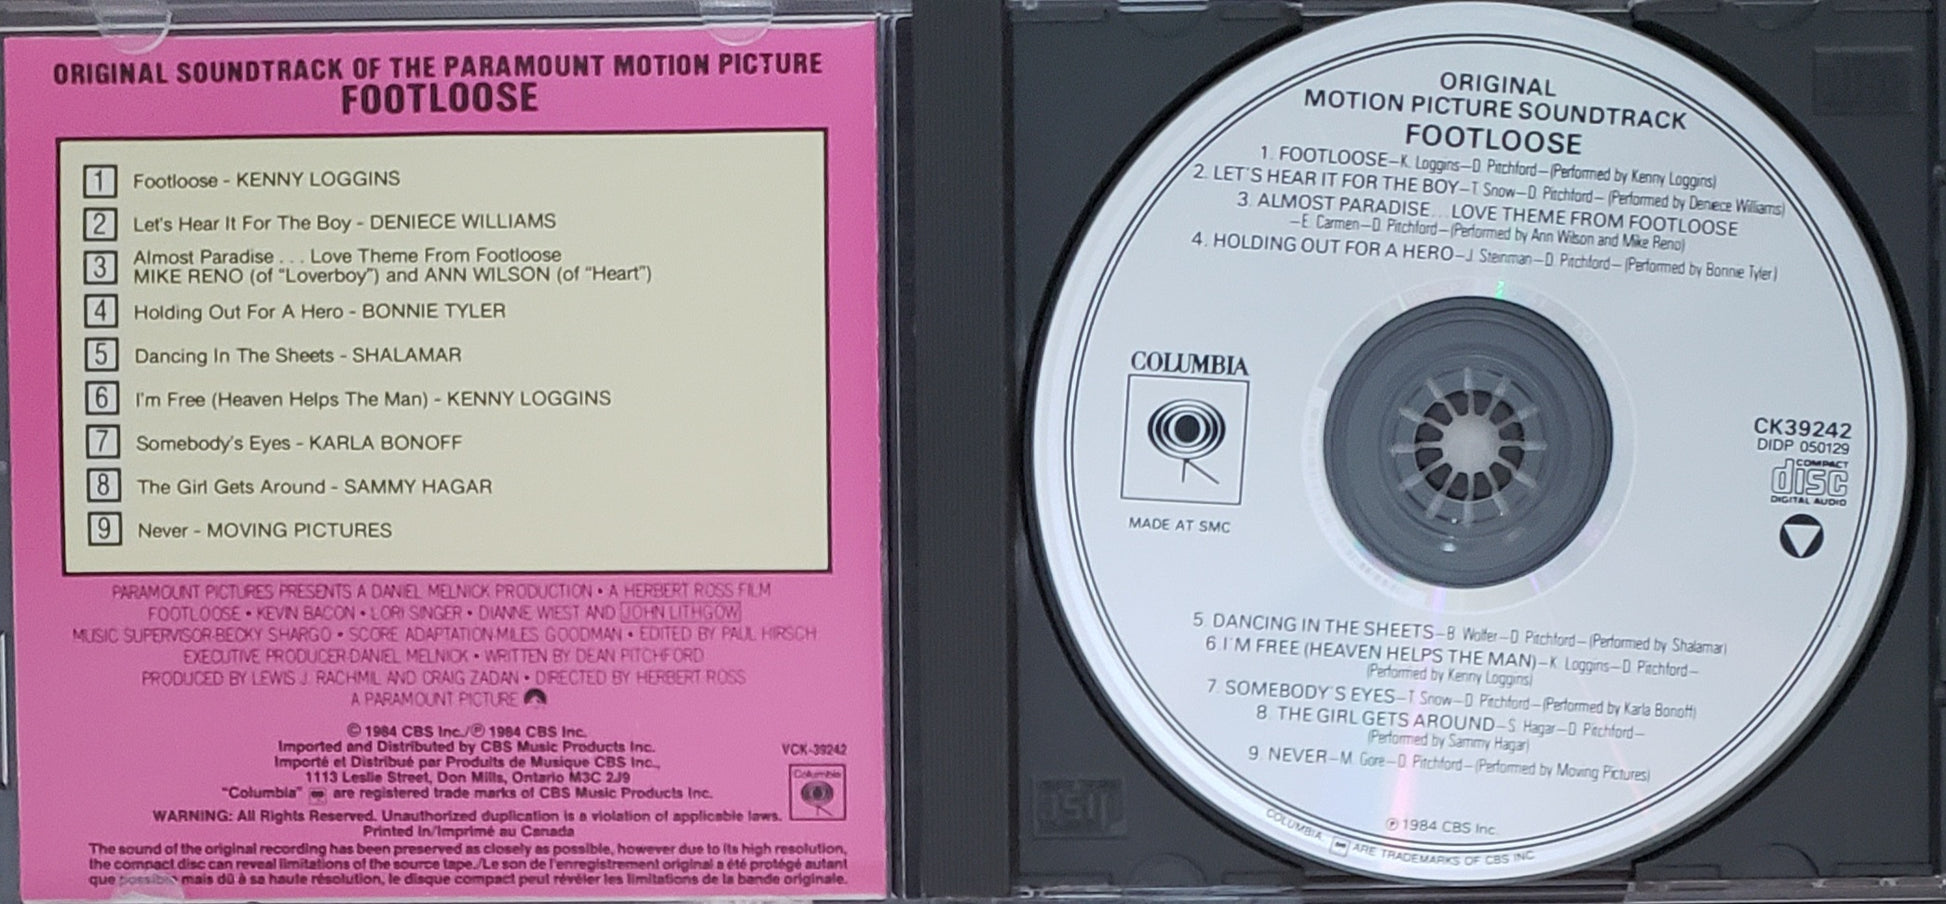 ORIGINAL SOUNDTRACK OF THE PARAMOUNT MOTION PICTURE
FOOTLOOSE
1 Footloose - KENNY LOGGINS
2 Let's Hear It For The Boy - DENIECE WILLIAMS
3 Almost Paradise . . . Love Theme From Footloose
MIKE RENO (of "Loverboy") and ANN WILSON (of "Heart")
4 Holding Out For A Hero - BONNIE TYLER
5 Dancing In The Sheets - SHALAMAR
6 I'm Free (Heaven Helps The Man) - KENNY LOGGINS
7 Somebody's Eyes - KARLA BONOFF
8 The Girl Gets Around - SAMMY HAGAR
9 Never - MOVING PICTURES
PARAMOUNT PICTURES PRESENTS A DANIEL MELNICK PRODUCTION • A HERBERT ROSS FILM
FOOTLOOSE • KEVIN BACON • LORI SINGER • DIANNE WIEST AND JOHN LITHGOW
MUSIC SUPERVISOR-BECKY SHARGO • SCORE ADAPTATION-MILES GOODMAN • EDITED BY PAUL HIRSCH
EXECUTIVE PRODUCER-DANIEL MELNICK • WRITTEN BY DEAN PITCHFORD
PRODUCED BY LEWIS J. RACHMIL AND CRAIG ZADAN • DIRECTED BY HERBERT ROSS
A PARAMOUNT PICTURE
© 1984 CBS Inc./℗ 1984 CBS Inc.
Imported and Distributed by CBS Music Products Inc.
Importé et Distribué par Produits de Musique CBS Inc.,
1113 Leslie Street, Don Mills, Ontario M3C 2J9
"Columbia" are registered trade marks of CBS Music Products Inc.
VCK-39242
Columbia
WARNING: All Rights Reserved. Unauthorized duplication is a violation of applicable laws.
Printed in/Imprimé au Canada
The sound of the original recording has been preserved as closely as possible, however due to its high resolution,
the compact disc can reveal limitations of the source tape./Le son de l'enregistrement original a été protégé autant
que possible mais dû à sa haute résolution, le disque compact peut révéler les limitations de la bande originale.
ORIGINAL
MOTION PICTURE SOUNDTRACK
FOOTLOOSE
1. FOOTLOOSE–K. Loggins–D. Pitchford–(Performed by Kenny Loggins)
2. LET'S HEAR IT FOR THE BOY–T. Snow–D. Pitchford– (Performed by Deniece Williams)
3. ALMOST PARADISE...LOVE THEME FROM FOOTLOOSE
–E. Carmen–D. Pitchford–(Performed by Ann Wilson and Mike Reno)
4. HOLDING OUT FOR A HERO–J. Steinman–D. Pitchford– (Performed by Bonnie Tyler)
COLUMBIA
MADE AT SMC
CK39242
DIDP 050129
COMPACT
disc
DIGITAL AUDIO
5. DANCING IN THE SHEETS–B. Wolfer–D. Pitchford–(Performed by Shalamar)
6.I'M FREE (HEAVEN HELPS THE MAN)–K. Loggins–D. Pitchford–
(Performed by Kenny Loggins)
7. SOMEBODY'S EYES–T. Snow–D. Pitchford–(Performed by Karla Bonoff)
8. THE GIRL GETS AROUND–S. Hagar–D. Pitchford–
(Performed by Sammy Hagar)
9. NEVER–M. Gore–D. Pitchford–(Performed by Moving Pictures)
℗ 1984 CBS Inc.
COLUMBIA, ARE TRADEMARKS OF CBS INC.
disc